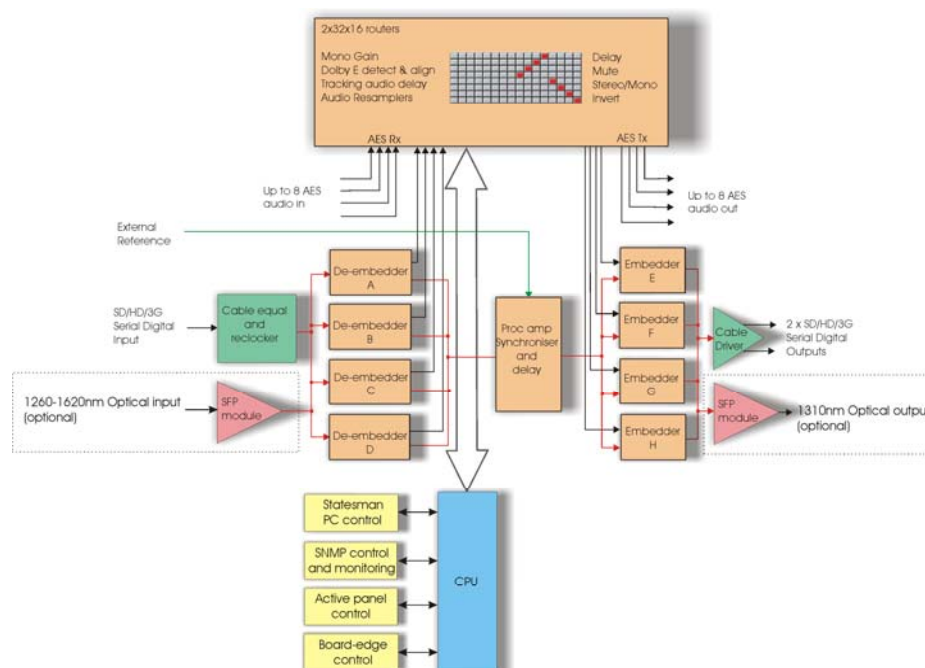 2x32x16 routers
Mono Gain
Dolby E detect & align
Tracking audio delay
Audio Resamplers
Delay
Mute
Stereo/Mono
Invert
AES Rx
AES Tx
Up to 8 AES
audio in
Up to 8 AES
audio out
External
Reference
De-embedder
A
De-embedder
B
De-embedder
C
De-embedder
D
SD/HD/3G
Serial Digital
Input
Cable equal and
reclocker
1260-1620nm Optical input
(optional)
SFP
module
Proc amp
Synchroniser
and
delay
Embedder
E
Embedder
F
Embedder
G
Embedder
H
Cable
Driver
2 x SD/HD/3G
Serial Digital
Outputs
SFP
module
1310nm Optical output
(optional)
Statesman
PC control
SNMP control
and monitoring
Active panel
control
Board-edge
control
CPU